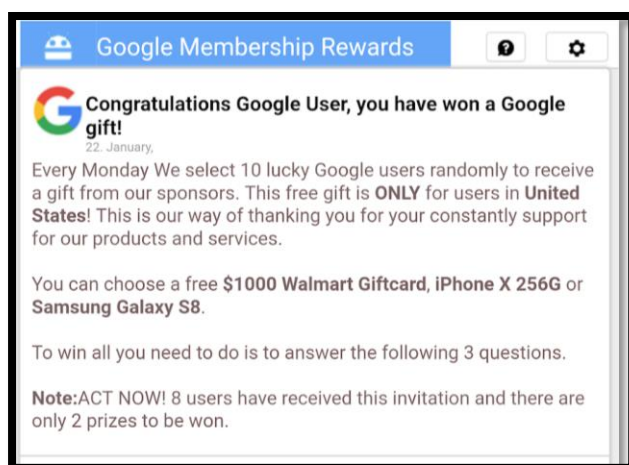 Google Membership Rewards
Congratulations Google User, you have won a Google
gift!
22. January,
Every Monday We select 10 lucky Google users randomly to receive
a gift from our sponsors. This free gift is ONLY for users in United
States! This is our way of thanking you for your constantly support
for our products and services.
You can choose a free $1000 Walmart Giftcard, iPhone X 256G or
Samsung Galaxy S8.
To win all you need to do is to answer the following 3 questions.
Note:ACT NOW! 8 users have received this invitation and there are
only 2 prizes to be won.